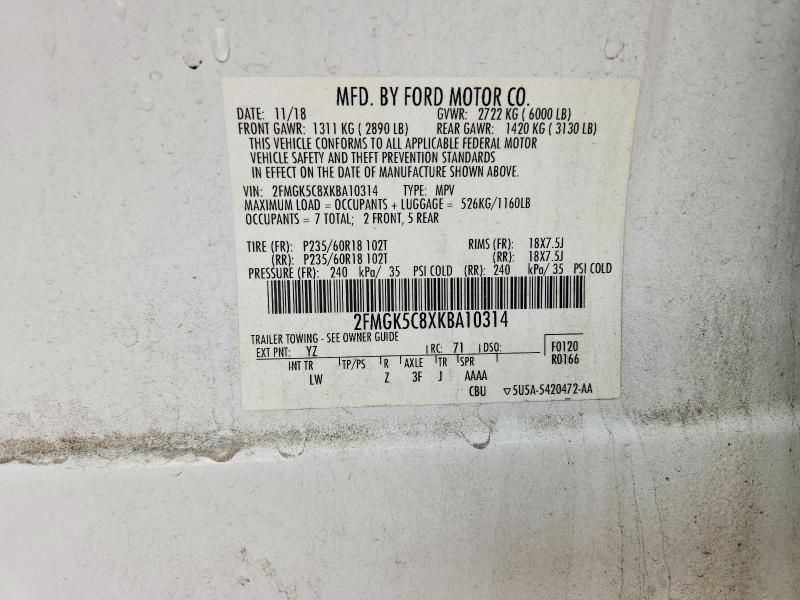 MFD. BY FORD MOTOR CO.
DATE: 11/18 GVWR: 2722 KG ( 6000 LB)
FRONT GAWR: 1311 KG ( 2890 LB) REAR GAWR: 1420 KG ( 3130 LB)
THIS VEHICLE CONFORMS TO ALL APPLICABLE FEDERAL MOTOR
VEHICLE SAFETY AND THEFT PREVENTION STANDARDS
IN EFFECT ON THE DATE OF MANUFACTURE SHOWN ABOVE.
VIN: 2FMGK5C8XKBA10314 TYPE: MPV
MAXIMUM LOAD = OCCUPANTS + LUGGAGE = 526KG/1160LB
OCCUPANTS = 7 TOTAL; 2 FRONT, 5 REAR
TIRE (FR): P235/60R18 102T RIMS (FR): 18X7.5J
(RR): P235/60R18 102T (RR): 18X7.5J
PRESSURE (FR): 240 kPa/ 35 PSI COLD (RR): 240 kPa/ 35 PSI COLD
2FMGK5C8XKBA10314
TRAILER TOWING - SEE OWNER GUIDE
EXT PNT: YZ RC: 71 DSO: F0120
INT TR TP/PS R AXLE TR SPR R0166
LW Z 3F J AAAA
CBU ▽5U5A-5420472-AA